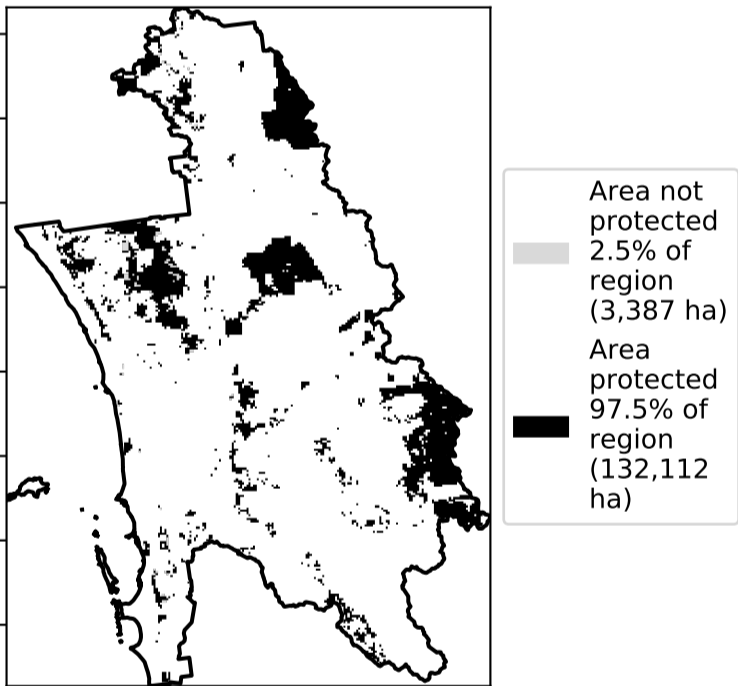 Area not
protected
2.5% of
region
(3,387 ha)
Area
protected
97.5% of
region
(132,112
ha)